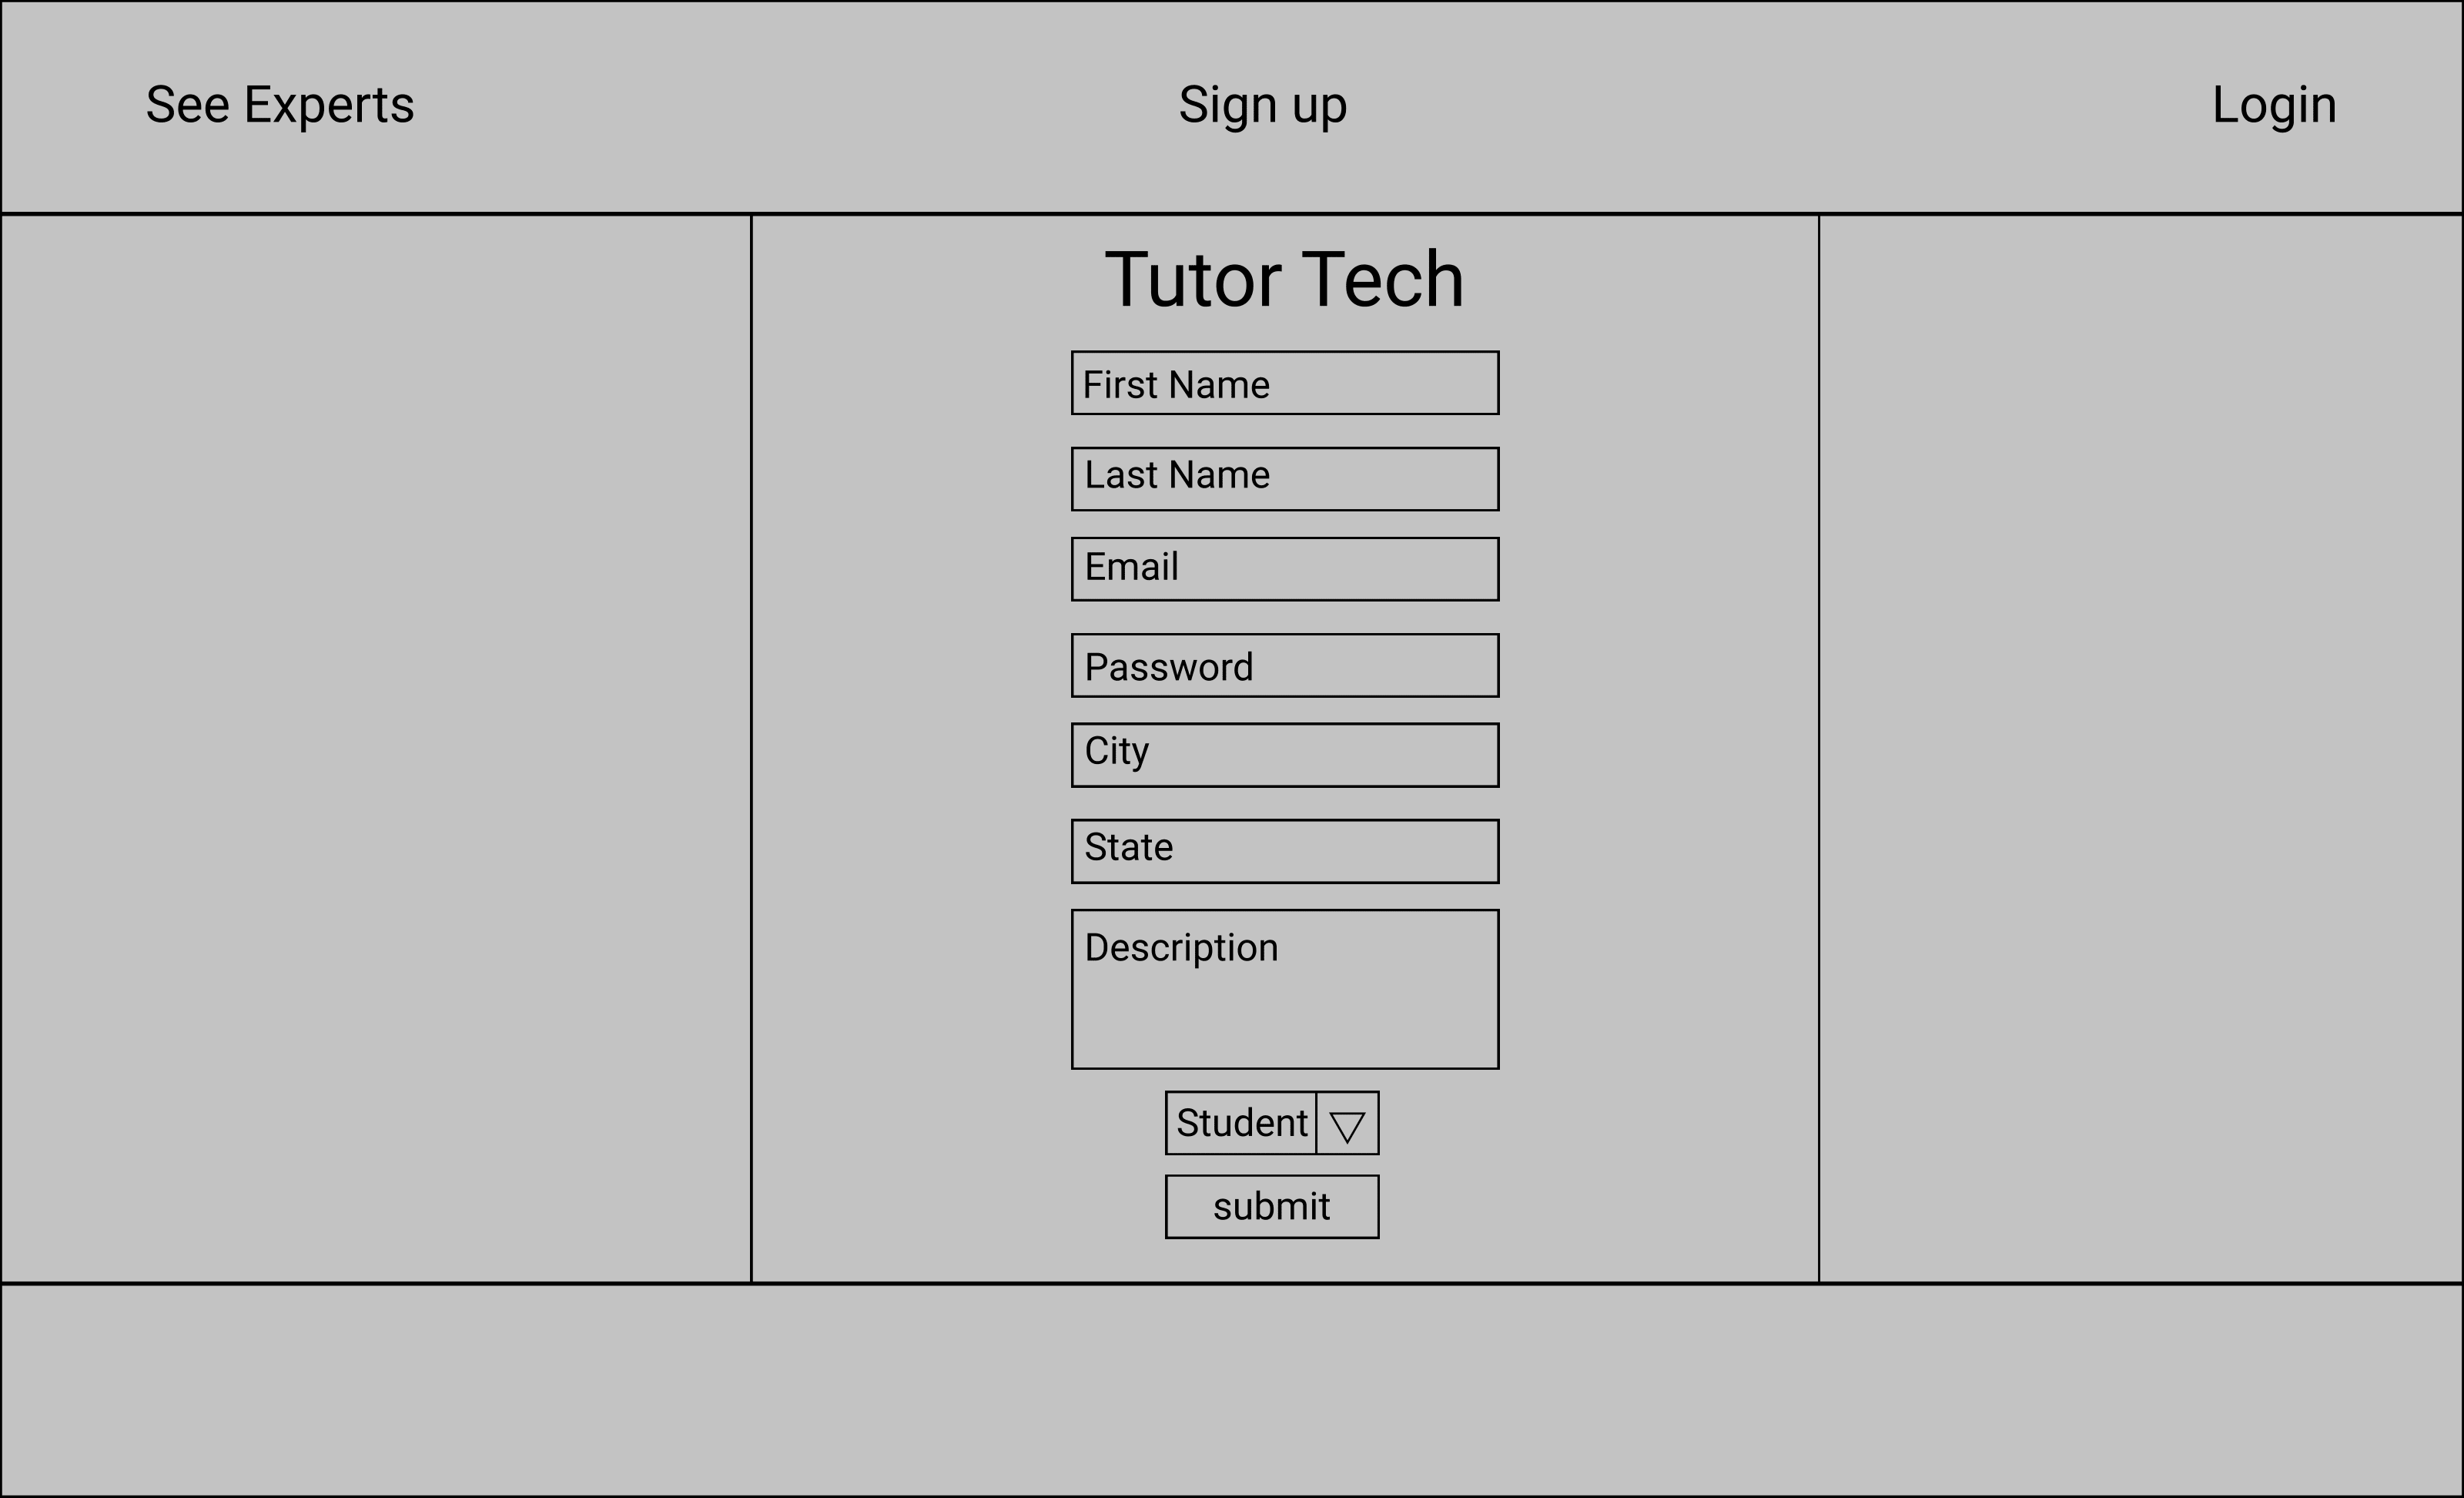 See Experts
Sign up
Login
Tutor Tech
First Name
Last Name
Email
Password
City
State
Description
Student
submit